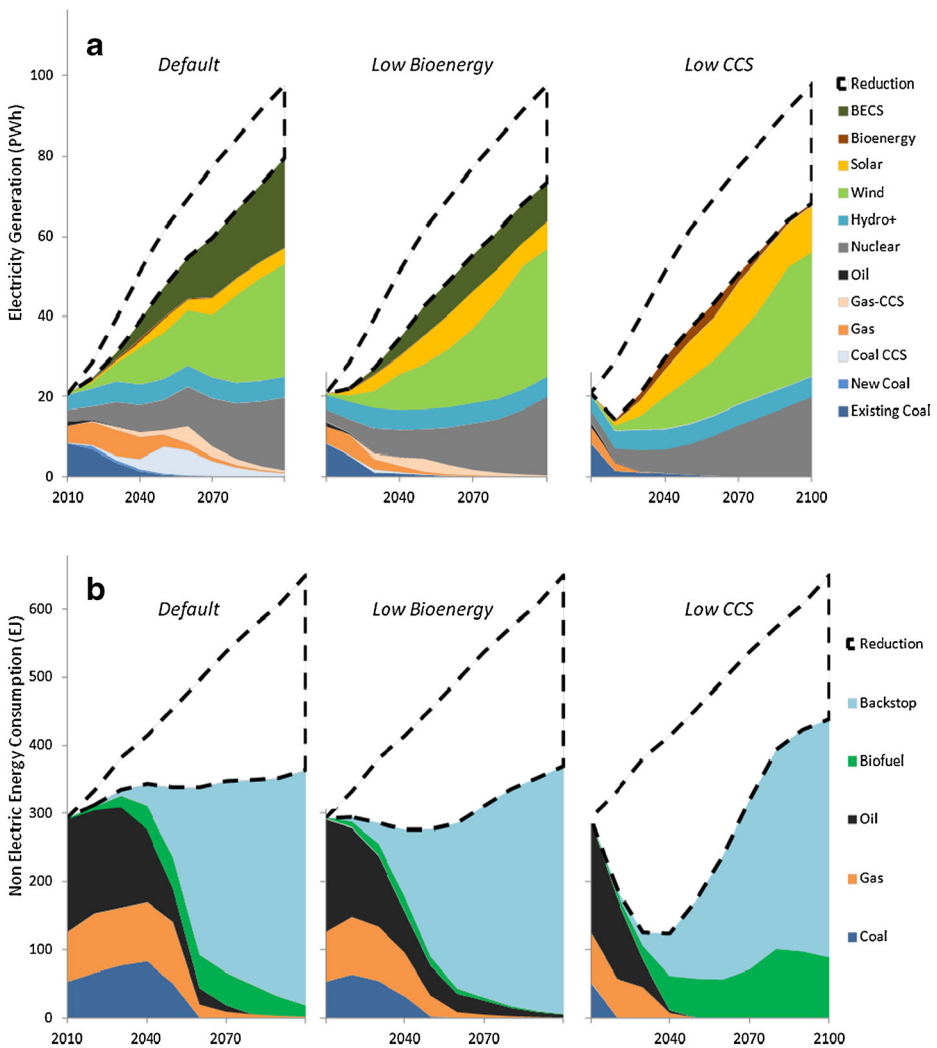 a
Default
Low Bioenergy
Low CCS
Electricity Generation (PWh)
100
80
60
40
20
0
2010
2040
2070
2040
2070
2040
2070
2100
Reduction
BECS
Bioenergy
Solar
Wind
Hydro+
Nuclear
Oil
Gas-CCS
Gas
Coal CCS
New Coal
Existing Coal
b
Default
Low Bioenergy
Low CCS
Non Electric Energy Consumption (EJ)
600
500
400
300
200
100
0
2010
2040
2070
2040
2070
2040
2070
2100
Reduction
Backstop
Biofuel
Oil
Gas
Coal